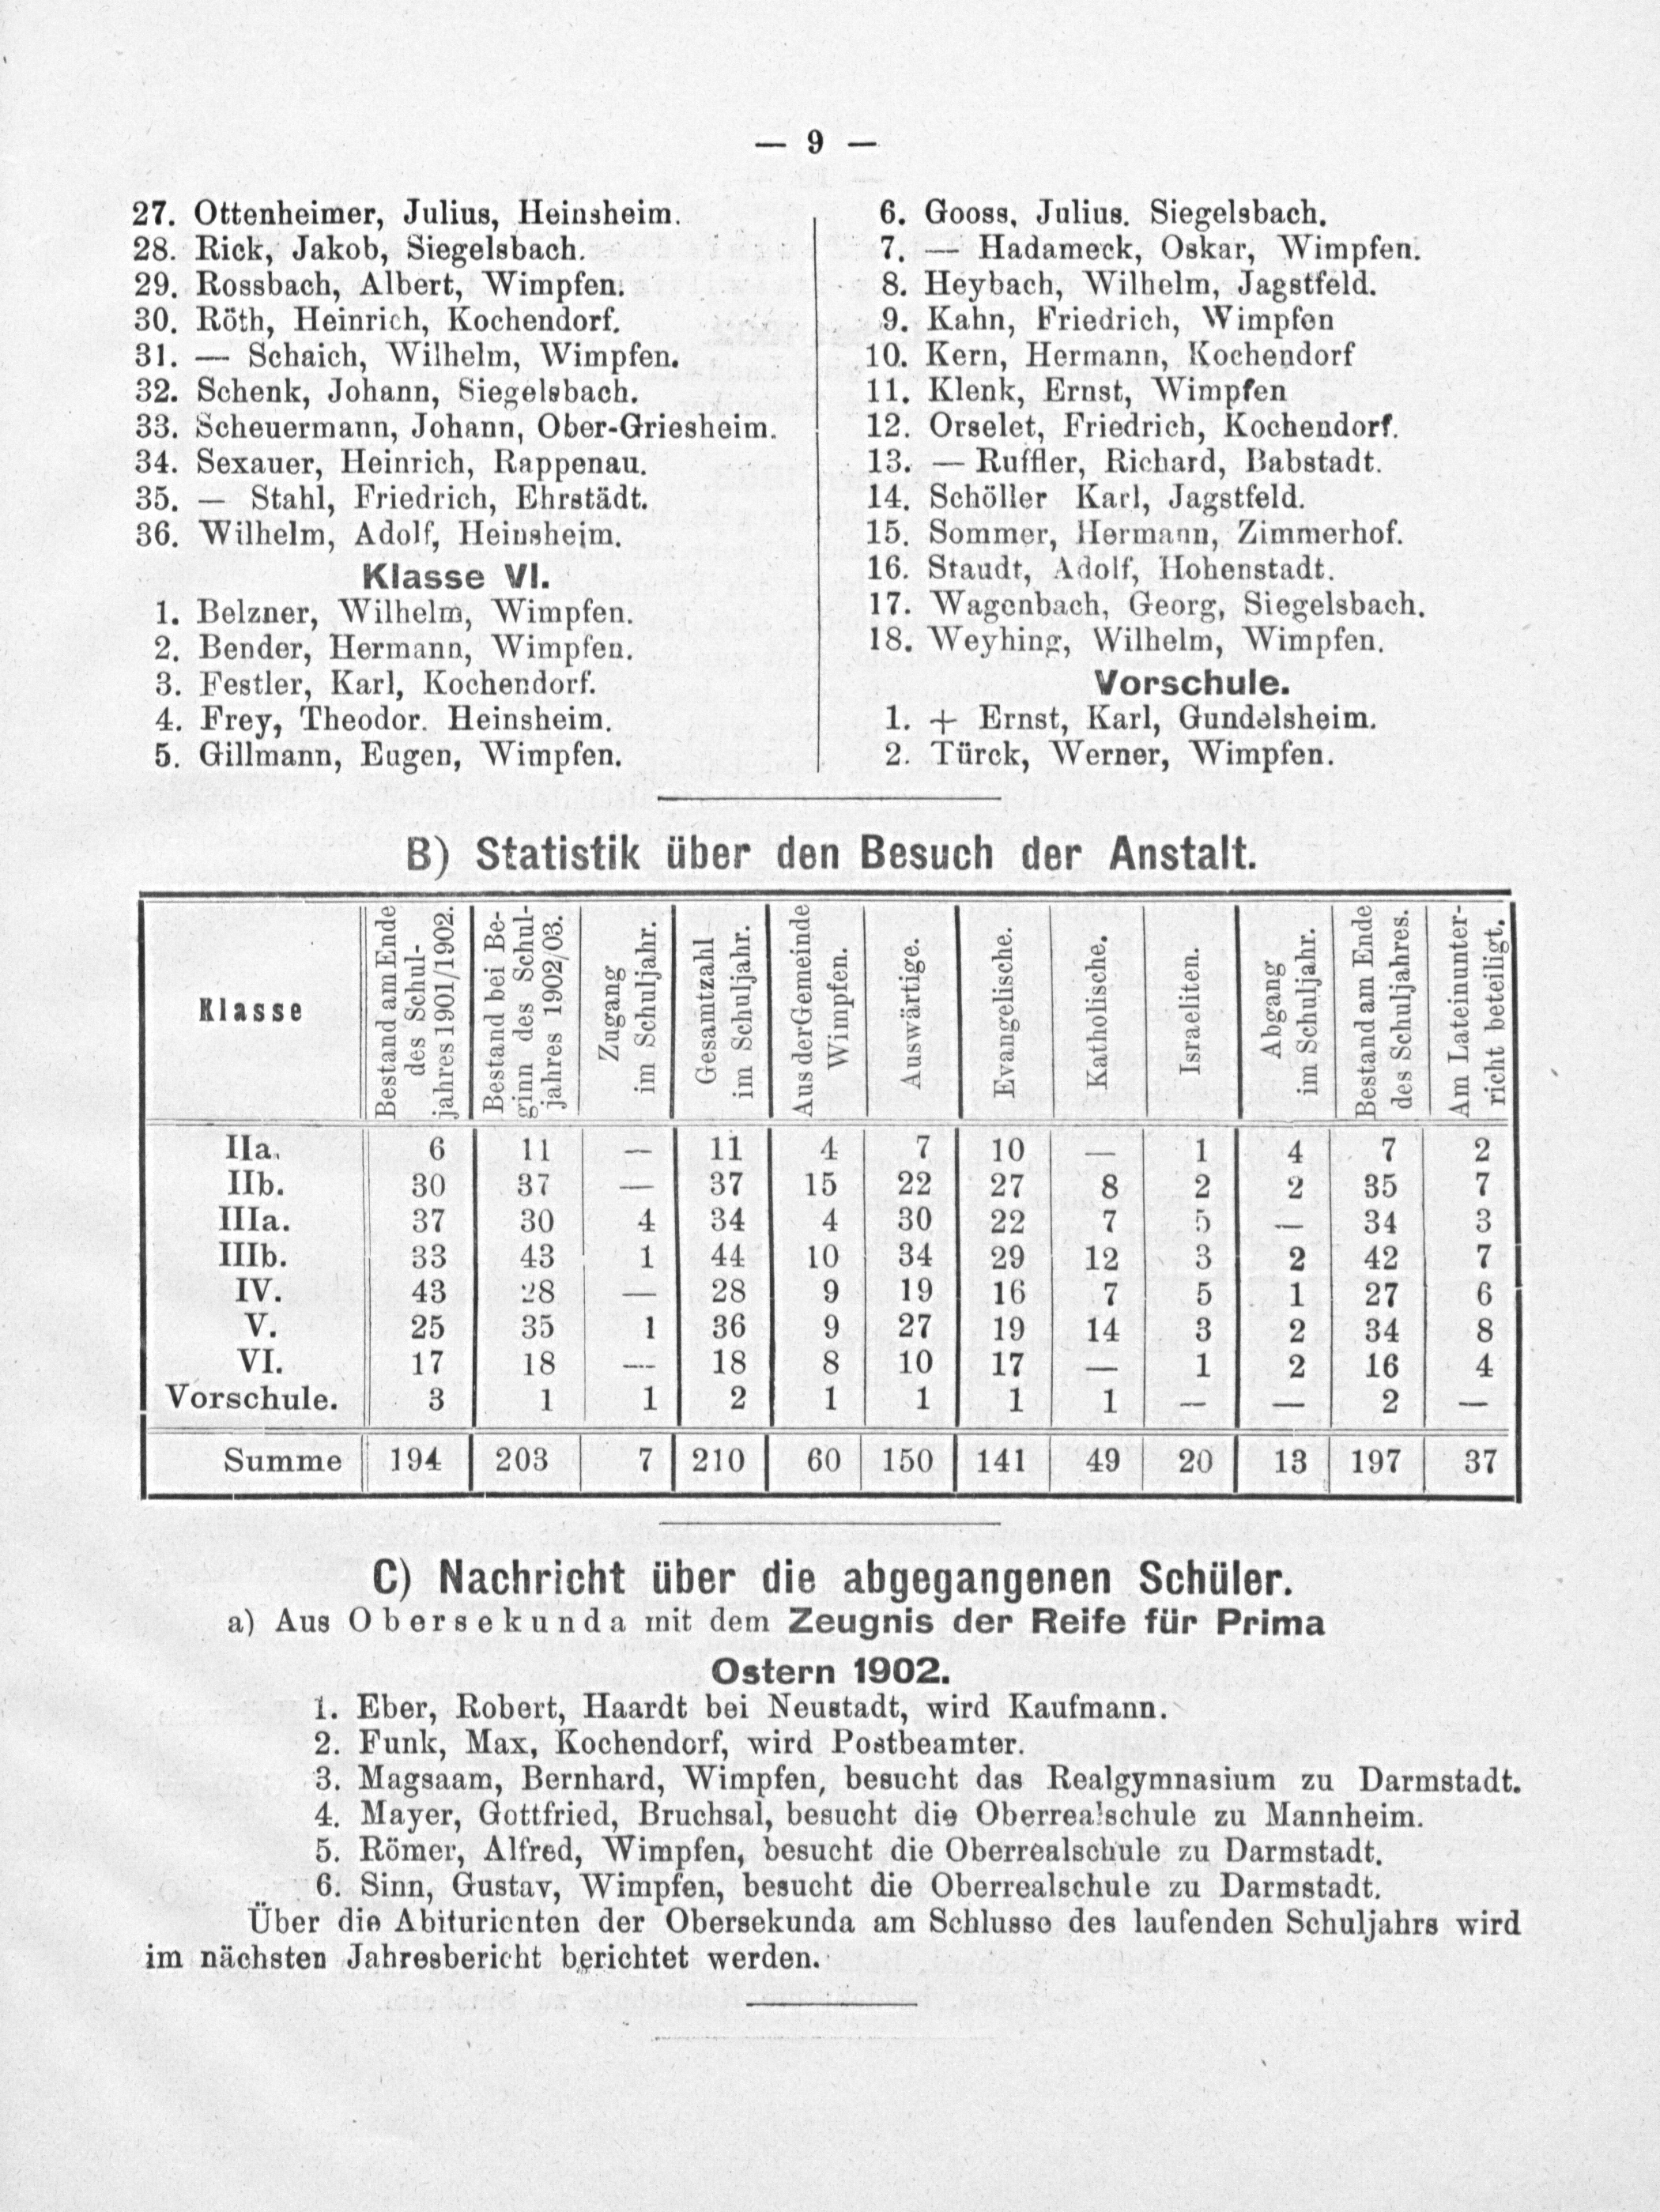 — 9 —
27. Ottenheimer, Julius, Heinsheim.
28. Rick, Jakob, Siegelsbach.
29. Rossbach, Albert, Wimpfen.
30. Röth, Heinrich, Kochendorf.
31. — Schaich, Wilhelm, Wimpfen.
32. Schenk, Johann, Siegelsbach.
33. Scheuermann, Johann, Ober-Griesheim.
34. Sexauer, Heinrich, Rappenau.
35. — Stahl, Friedrich, Ehrstädt.
36. Wilhelm, Adolf, Heinsheim.
Klasse VI.
1. Belzner, Wilhelm, Wimpfen.
2. Bender, Hermann, Wimpfen.
3. Festler, Karl, Kochendorf.
4. Frey, Theodor. Heinsheim.
5. Gillmann, Eugen, Wimpfen.
6. Gooss, Julius. Siegelsbach.
7. — Hadameck, Oskar, Wimpfen.
8. Heybach, Wilhelm, Jagstfeld.
9. Kahn, Friedrich, Wimpfen
10. Kern, Hermann, Kochendorf
11. Klenk, Ernst, Wimpfen
12. Orselet, Friedrich, Kochendorf.
13. — Ruffler, Richard, Babstadt.
14. Schöller Karl, Jagstfeld.
15. Sommer, Hermann, Zimmerhof.
16. Staudt, Adolf, Hohenstadt.
17. Wagenbach, Georg, Siegelsbach.
18. Weyhing, Wilhelm, Wimpfen.
Vorschule.
1. + Ernst, Karl, Gundelsheim.
2. Türck, Werner, Wimpfen.
B) Statistik über den Besuch der Anstalt.
Klasse
Bestand am Ende
des Schul-
jahres 1901/1902.
Bestand bei Be-
ginn des Schul-
jahres 1902/03.
Zugang
im Schuljahr.
Gesamtzahl
im Schuljahr.
Aus der Gemeinde
Wimpfen.
Auswärtige.
Evangelische.
Katholische.
Israeliten.
Abgang
im Schuljahr.
Bestand am Ende
des Schuljahres.
Am Lateinunter-
richt beteiligt.
IIa. 6 11 — 11 4 7 10 — 1 4 7 2
IIb. 30 37 — 37 15 22 27 8 2 2 35 7
IIIa. 37 30 4 34 4 30 22 7 5 — 34 3
IIIb. 33 43 1 44 10 34 29 12 3 2 42 7
IV. 43 28 — 28 9 19 16 7 5 1 27 6
V. 25 35 1 36 9 27 19 14 3 2 34 8
VI. 17 18 — 18 8 10 17 — 1 2 16 4
Vorschule. 3 1 1 2 1 1 1 1 — — 2 —
Summe 194 203 7 210 60 150 141 49 20 13 197 37
C) Nachricht über die abgegangenen Schüler.
a) Aus Obersekunda mit dem Zeugnis der Reife für Prima
Ostern 1902.
1. Eber, Robert, Haardt bei Neustadt, wird Kaufmann.
2. Funk, Max, Kochendorf, wird Postbeamter.
3. Magsaam, Bernhard, Wimpfen, besucht das Realgymnasium zu Darmstadt.
4. Mayer, Gottfried, Bruchsal, besucht die Oberrealschule zu Mannheim.
5. Römer, Alfred, Wimpfen, besucht die Oberrealschule zu Darmstadt.
6. Sinn, Gustav, Wimpfen, besucht die Oberrealschule zu Darmstadt.
Über die Abiturienten der Obersekunda am Schlusse des laufenden Schuljahrs wird
im nächsten Jahresbericht berichtet werden.